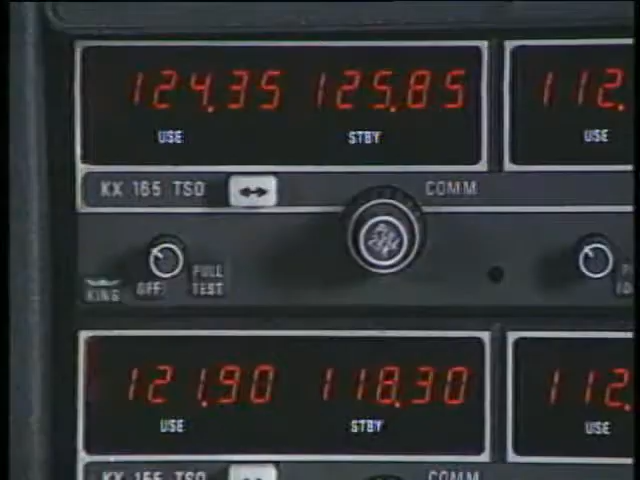 124.35 125.85 112.
USE STBY USE
KX 165 TSO COMM
KING OFF PULL TEST
121.90 118.30 112.
USE STBY USE
KX 155 TSO COMM